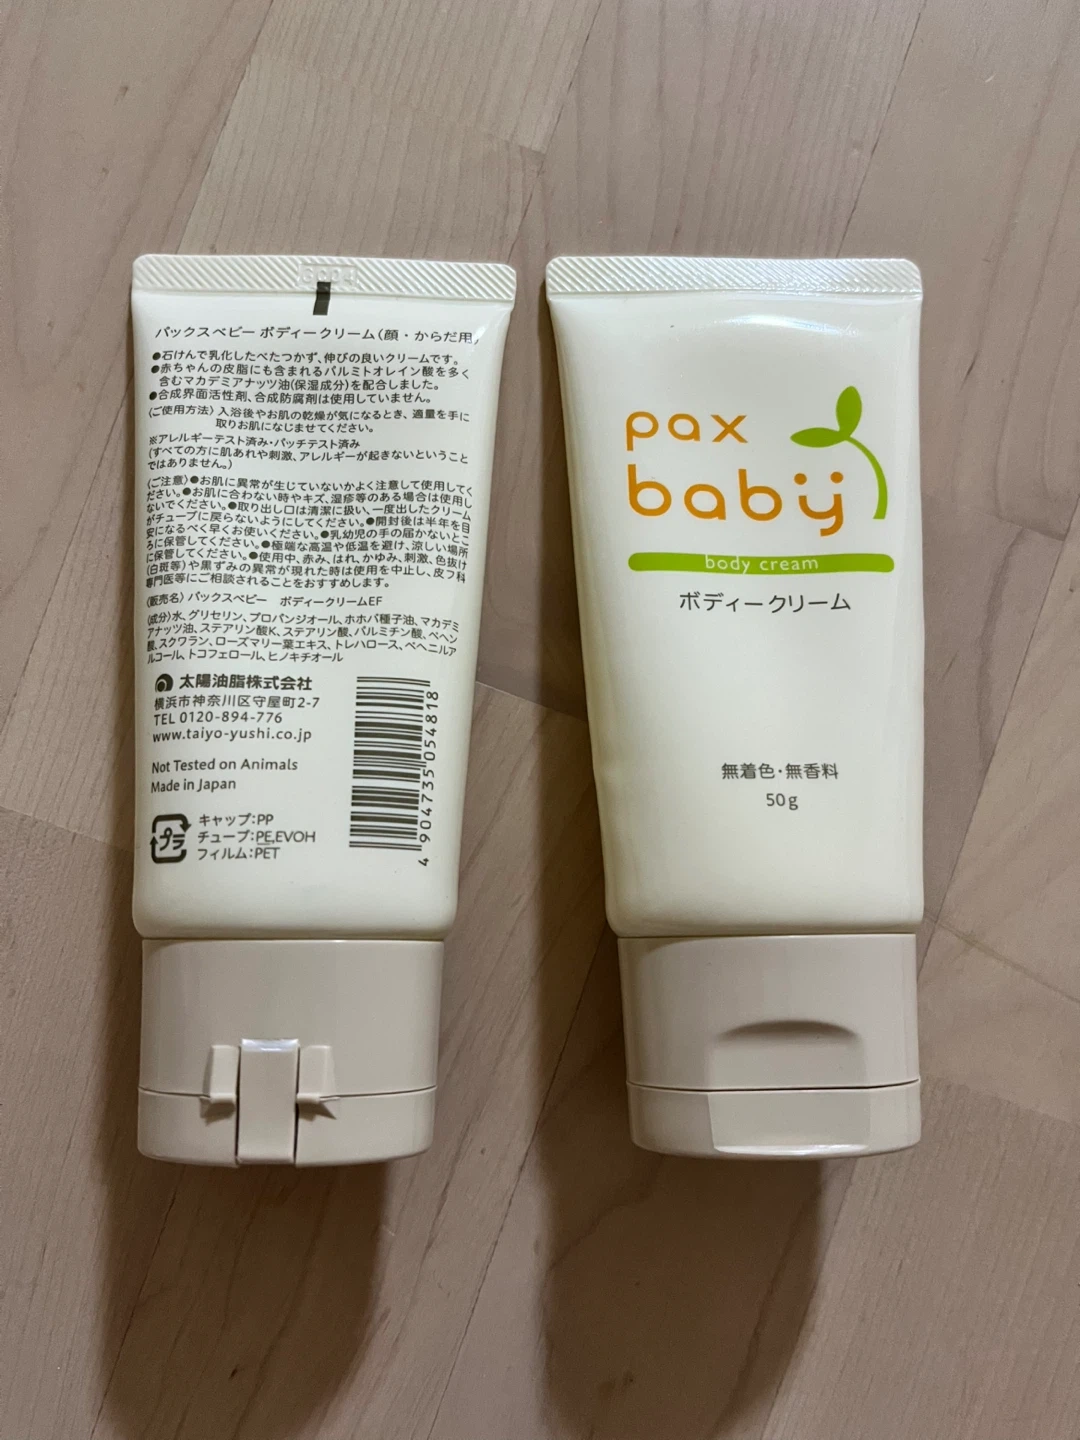 パックスベビー ボディークリーム(顔・からだ用)
●石けんで乳化したべたつかず、伸びの良いクリームです。
●赤ちゃんの皮脂にも含まれるパルミトオレイン酸を多く
含むマカデミアナッツ油(保湿成分)を配合しました。
●合成界面活性剤、合成防腐剤は使用していません。
〈ご使用方法〉入浴後やお肌の乾燥が気になるとき、適量を手に
取りお肌になじませてください。
※アレルギーテスト済み・パッチテスト済み
(すべての方に肌あれや刺激、アレルギーが起きないということ
ではありません。)
〈ご注意〉●お肌に異常が生じていないかよく注意して使用してく
ださい。●お肌に合わない時やキズ、湿疹等のある場合は使用し
ないでください。●取り出し口は清潔に扱い、一度出したクリーム
がチューブに戻らないようにしてください。●開封後は半年を目
安になるべく早くお使いください。●乳幼児の手の届かないとこ
ろに保管してください。●極端な高温や低温を避け、涼しい場所
に保管してください。●使用中、赤み、はれ、かゆみ、刺激、色抜け
(白斑等)や黒ずみの異常が現れた時は使用を中止し、皮フ科
専門医等にご相談されることをおすすめします。
〈販売名〉パックスベビー ボディークリームEF
〈成分〉水、グリセリン、プロパンジオール、ホホバ種子油、マカデミ
アナッツ油、ステアリン酸K、ステアリン酸、パルミチン酸、ベヘン
酸、スクワラン、ローズマリー葉エキス、トレハロース、ベヘニルア
ルコール、トコフェロール、ヒノキチオール
太陽油脂株式会社
横浜市神奈川区守屋町2-7
TEL 0120-894-776
www.taiyo-yushi.co.jp
Not Tested on Animals
Made in Japan
プラ
キャップ:PP
チューブ:PE,EVOH
フィルム:PET
4 904735 054818
pax
baby
body cream
ボディークリーム
無着色・無香料
50g